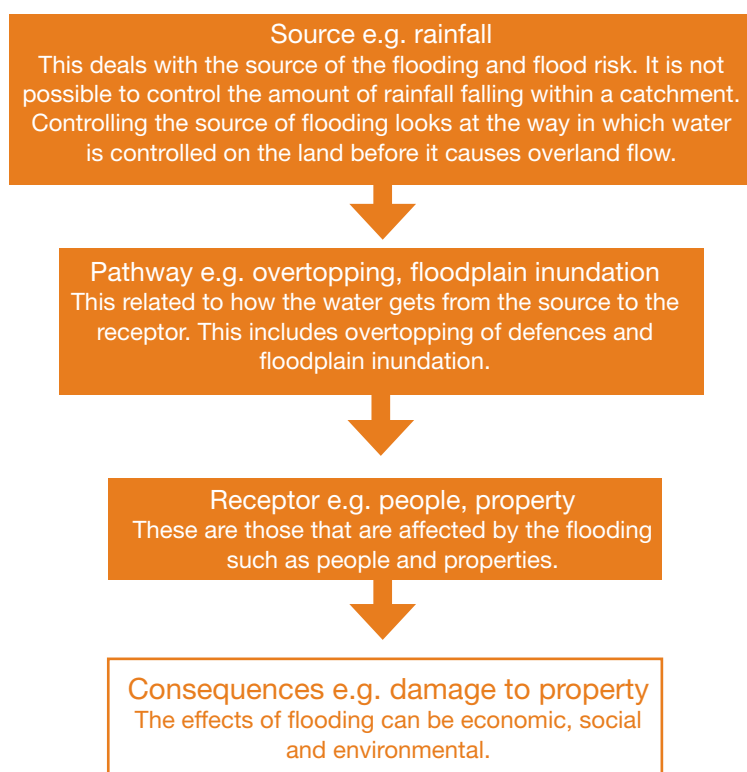 Source e.g. rainfall
This deals with the source of the flooding and flood risk. It is not
possible to control the amount of rainfall falling within a catchment.
Controlling the source of flooding looks at the way in which water
is controlled on the land before it causes overland flow.
Pathway e.g. overtopping, floodplain inundation
This related to how the water gets from the source to the
receptor. This includes overtopping of defences and
floodplain inundation.
Receptor e.g. people, property
These are those that are affected by the flooding
such as people and properties.
Consequences e.g. damage to property
The effects of flooding can be economic, social
and environmental.